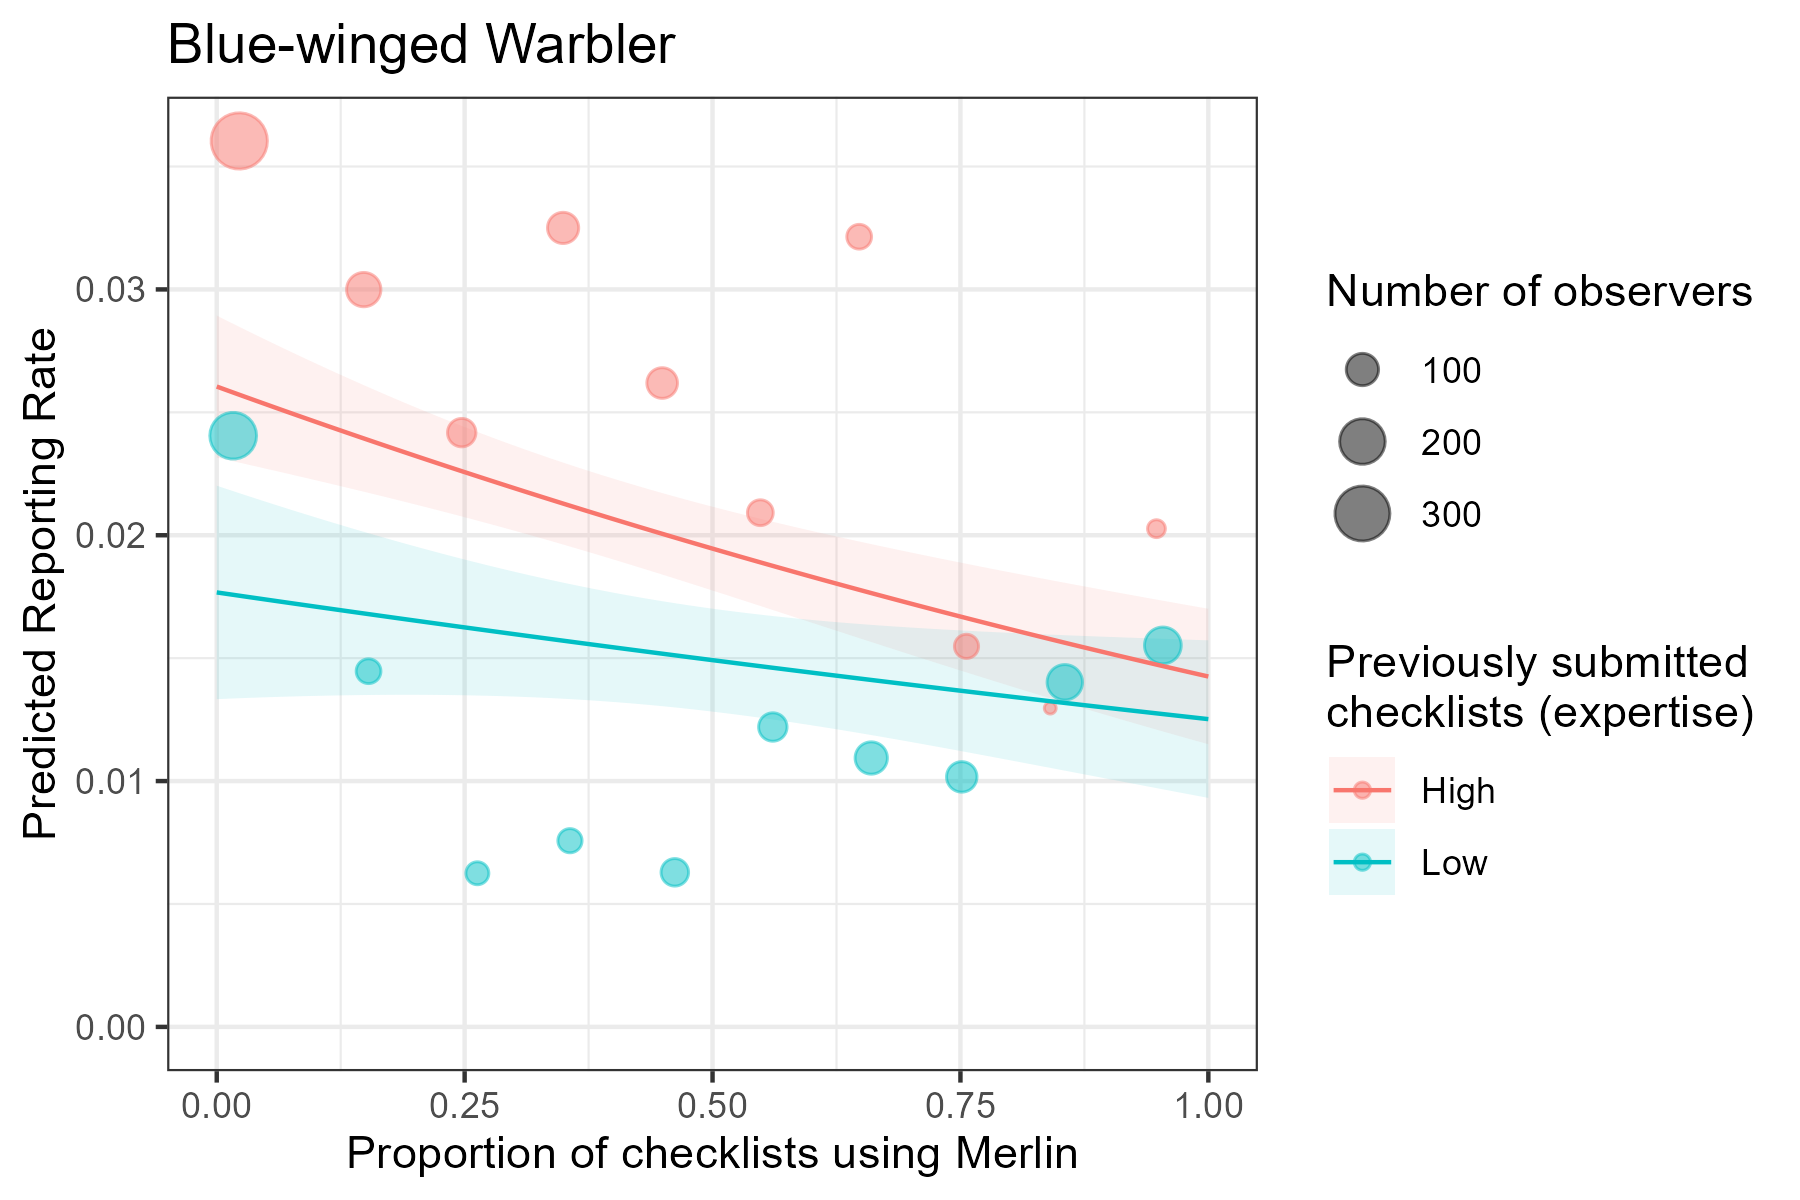 Blue-winged Warbler
Predicted Reporting Rate
0.03
0.02
0.01
0.00
0.00 0.25 0.50 0.75 1.00
Proportion of checklists using Merlin
Number of observers
100
200
300
Previously submitted
checklists (expertise)
High
Low